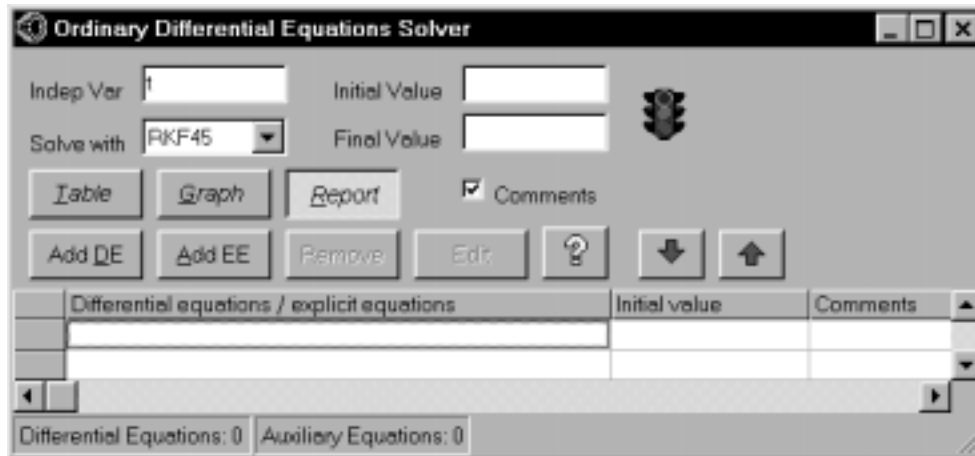 Ordinary Differential Equations Solver
Indep Var t Initial Value
Solve with RKF45 Final Value
Table Graph Report Comments
Add DE Add EE Remove Edit ?
Differential equations / explicit equations Initial value Comments
Differential Equations: 0 Auxiliary Equations: 0